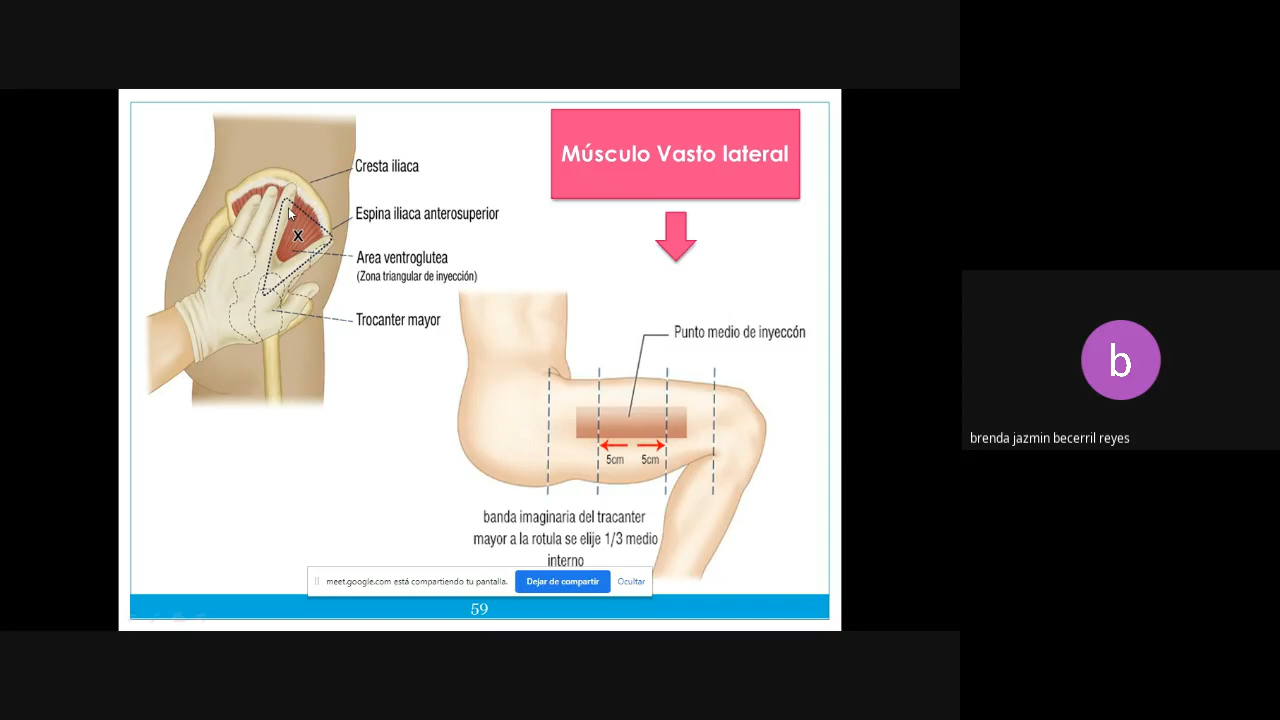 Músculo Vasto lateral
Cresta iliaca
Espina iliaca anterosuperior
X
Area ventroglutea
(Zona triangular de inyección)
Trocanter mayor
Punto medio de inyeccón
5cm 5cm
banda imaginaria del tracanter
mayor a la rotula se elije 1/3 medio
interno
meet.google.com está compartiendo tu pantalla.
Dejar de compartir
Ocultar
59
b
brenda jazmin becerril reyes